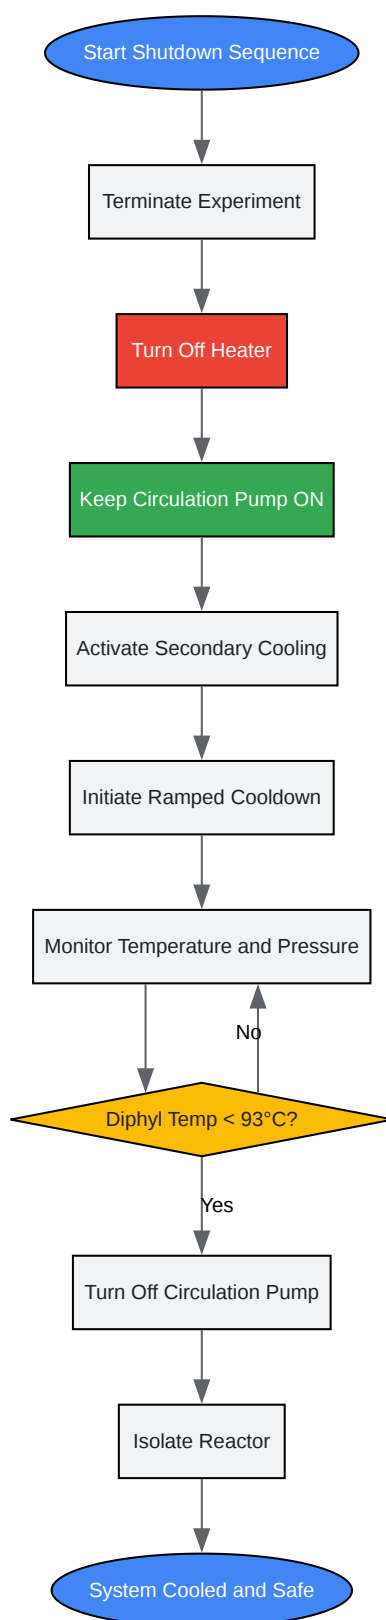 Start Shutdown Sequence
Terminate Experiment
Turn Off Heater
Keep Circulation Pump ON
Activate Secondary Cooling
Initiate Ramped Cooldown
Monitor Temperature and Pressure
No
Diphyl Temp < 93°C?
Yes
Turn Off Circulation Pump
Isolate Reactor
System Cooled and Safe